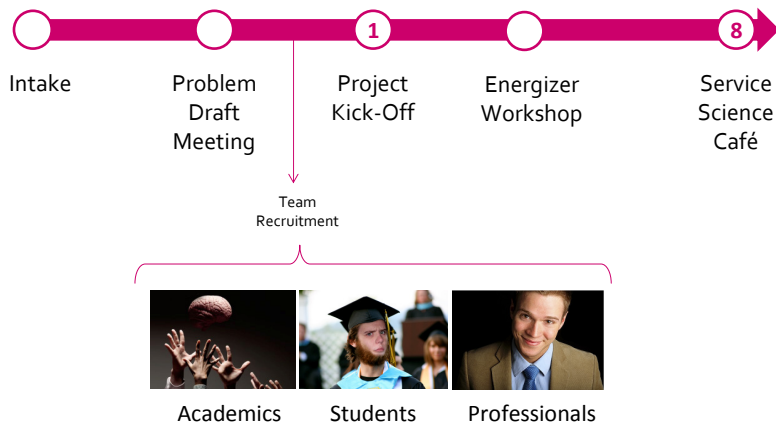 1
8
Intake
Problem
Draft
Meeting
Project
Kick-Off
Energizer
Workshop
Service
Science
Café
Team
Recruitment
Academics
Students
Professionals